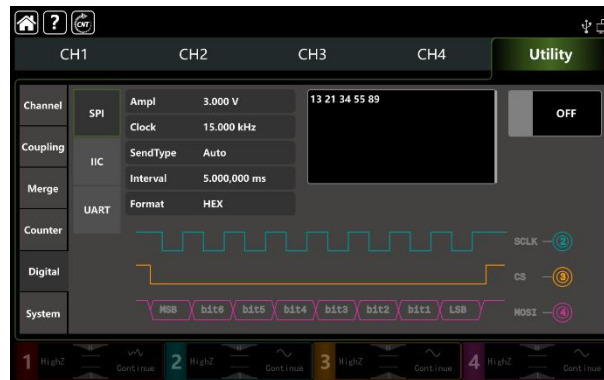 ? CNT
CH1 CH2 CH3 CH4 Utility
Channel
Coupling
Merge
Counter
Digital
System
SPI
IIC
UART
Ampl 3.000 V
Clock 15.000 kHz
SendType Auto
Interval 5.000,000 ms
Format HEX
13 21 34 55 89
OFF
SCLK 2
CS 3
MSB bit6 bit5 bit4 bit3 bit2 bit1 LSB MOSI 4
1 HighZ Continue 2 HighZ Continue 3 HighZ Continue 4 HighZ Continue